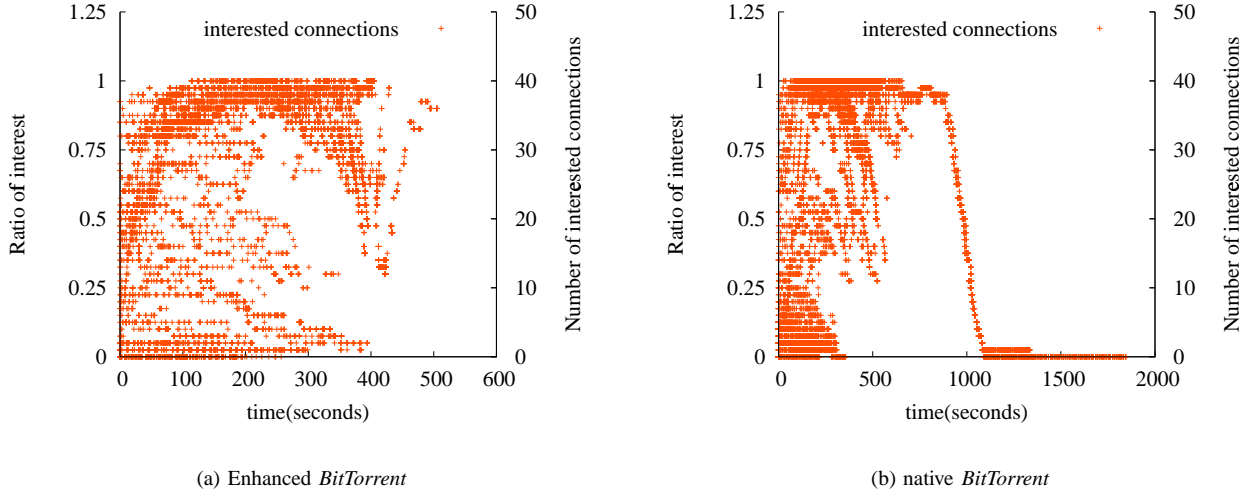 1.25
1
0.75
0.5
0.25
0
Ratio of interest
interested connections
50
40
30
20
10
0
Number of interested connections
0 100 200 300 400 500 600
time(seconds)
(a) Enhanced BitTorrent
1.25
1
0.75
0.5
0.25
0
Ratio of interest
interested connections
50
40
30
20
10
0
Number of interested connections
0 500 1000 1500 2000
time(seconds)
(b) native BitTorrent